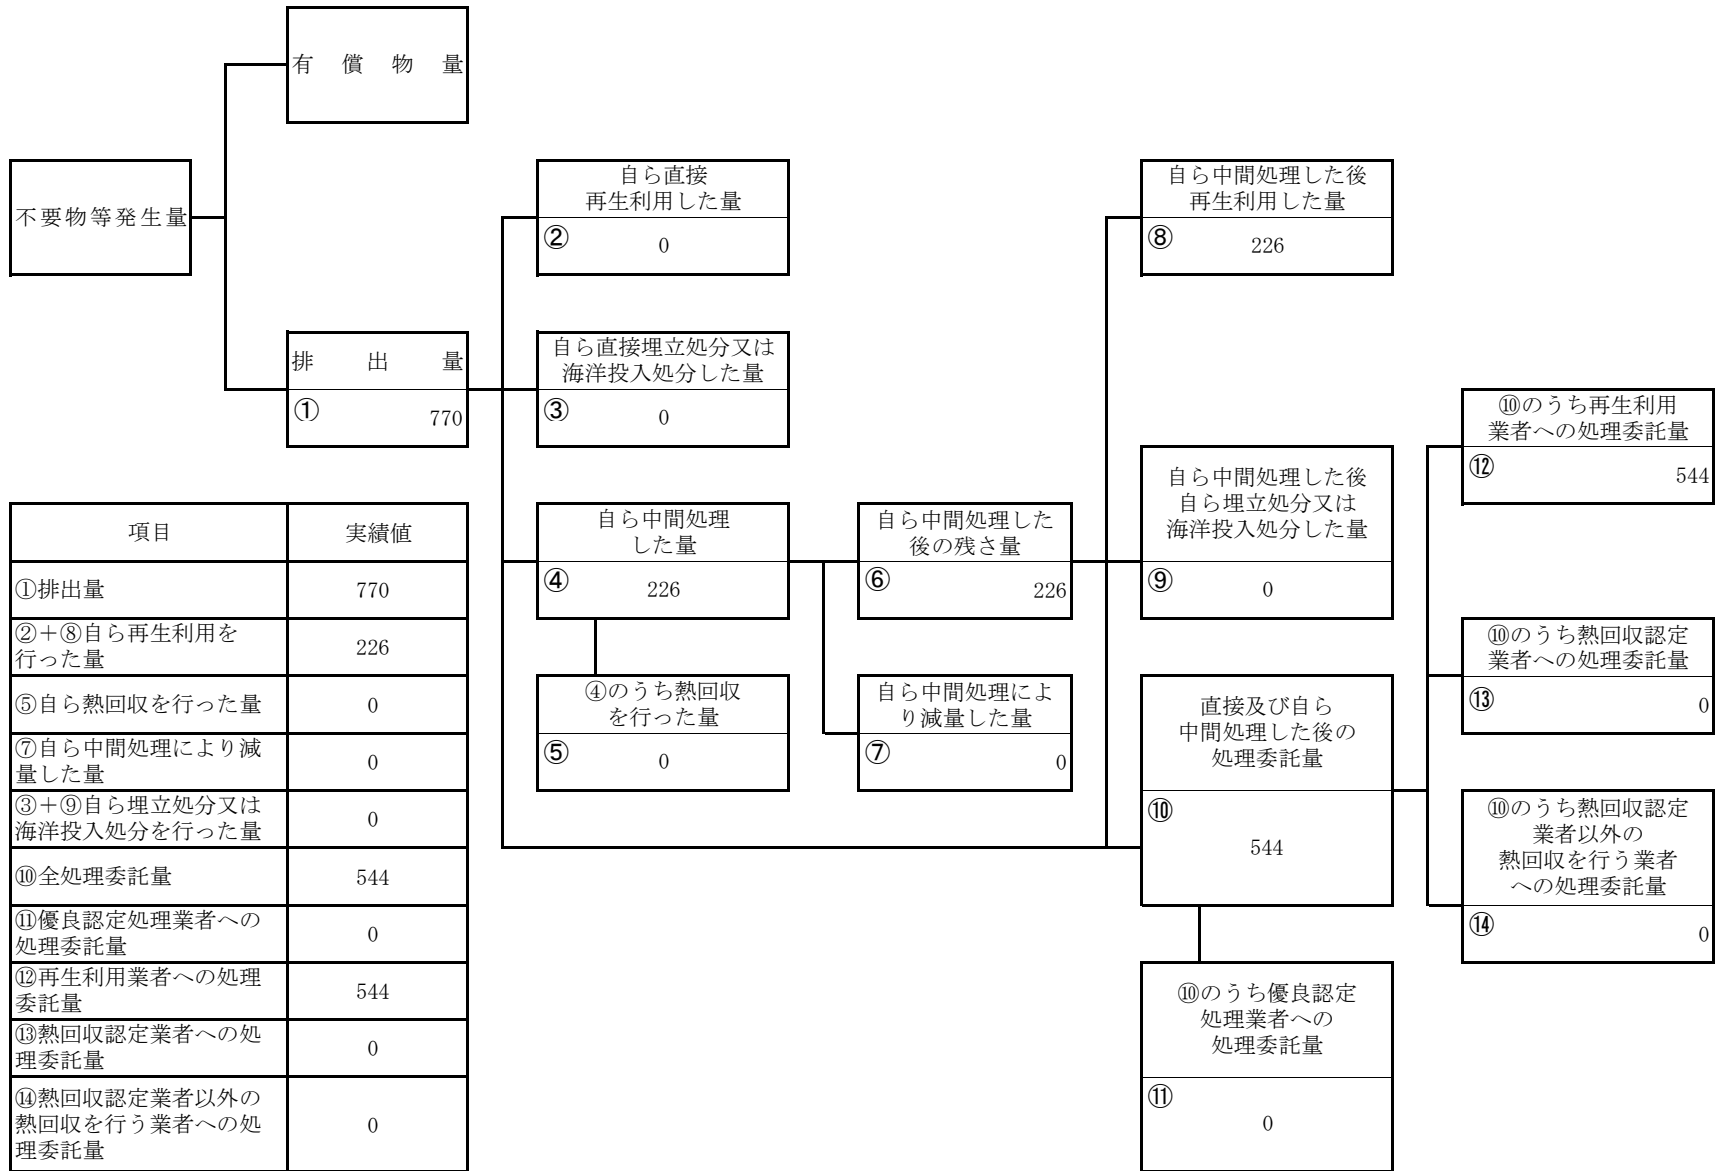 有償物量
不要物等発生量
排出量
① 770
自ら直接
再生利用した量
② 0
自ら直接埋立処分又は
海洋投入処分した量
③ 0
自ら中間処理
した量
④ 226
④のうち熱回収
を行った量
⑤ 0
自ら中間処理した
後の残さ量
⑥ 226
自ら中間処理によ
り減量した量
⑦ 0
自ら中間処理した後
再生利用した量
⑧ 226
自ら中間処理した後
自ら埋立処分又は
海洋投入処分した量
⑨ 0
直接及び自ら
中間処理した後の
処理委託量
⑩
544
⑩のうち優良認定
処理業者への
処理委託量
⑪
0
⑩のうち再生利用
業者への処理委託量
⑫ 544
⑩のうち熱回収認定
業者への処理委託量
⑬ 0
⑩のうち熱回収認定
業者以外の
熱回収を行う業者
への処理委託量
⑭ 0
項目 実績値
①排出量 770
②＋⑧自ら再生利用を
行った量 226
⑤自ら熱回収を行った量 0
⑦自ら中間処理により減
量した量 0
③＋⑨自ら埋立処分又は
海洋投入処分を行った量 0
⑩全処理委託量 544
⑪優良認定処理業者への
処理委託量 0
⑫再生利用業者への処理
委託量 544
⑬熱回収認定業者への処
理委託量 0
⑭熱回収認定業者以外の
熱回収を行う業者への処
理委託量 0